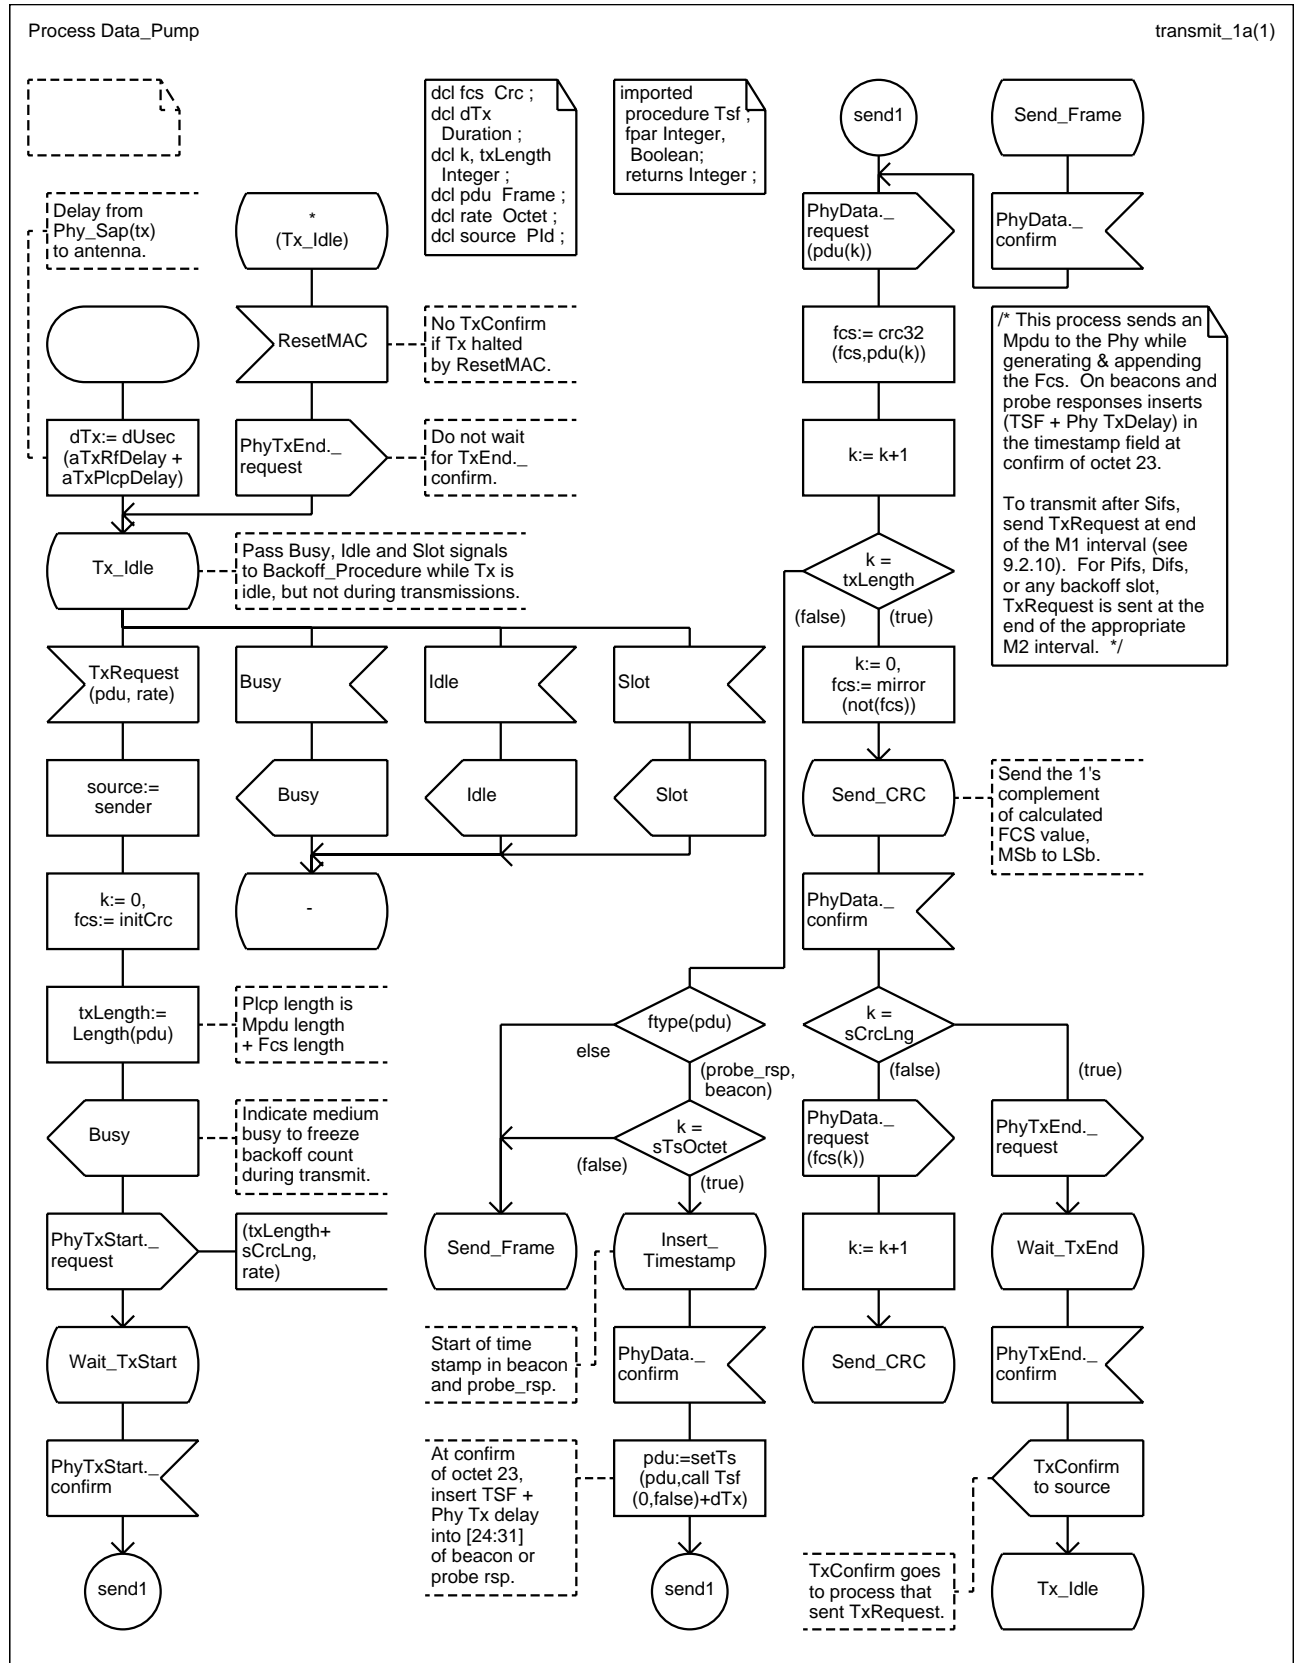 Process Data_Pump
transmit_1a(1)
dcl fcs Crc ;
dcl dTx
Duration ;
dcl k, txLength
Integer ;
dcl pdu Frame ;
dcl rate Octet ;
dcl source PId ;
imported
procedure Tsf ;
fpar Integer,
Boolean;
returns Integer ;
send1
Send_Frame
Delay from
Phy_Sap(tx)
to antenna.
*
(Tx_Idle)
PhyData._
request
(pdu(k))
PhyData._
confirm
ResetMAC
No TxConfirm
if Tx halted
by ResetMAC.
fcs:= crc32
(fcs,pdu(k))
/* This process sends an
Mpdu to the Phy while
generating & appending
the Fcs. On beacons and
probe responses inserts
(TSF + Phy TxDelay) in
the timestamp field at
confirm of octet 23.
To transmit after Sifs,
send TxRequest at end
of the M1 interval (see
9.2.10). For Pifs, Difs,
or any backoff slot,
TxRequest is sent at the
end of the appropriate
M2 interval. */
dTx:= dUsec
(aTxRfDelay +
aTxPlcpDelay)
PhyTxEnd._
request
Do not wait
for TxEnd._
confirm.
k:= k+1
Tx_Idle
Pass Busy, Idle and Slot signals
to Backoff_Procedure while Tx is
idle, but not during transmissions.
k =
txLength
(false)
(true)
TxRequest
(pdu, rate)
Busy
Idle
Slot
k:= 0,
fcs:= mirror
(not(fcs))
source:=
sender
Busy
Idle
Slot
Send_CRC
Send the 1's
complement
of calculated
FCS value,
MSb to LSb.
k:= 0,
fcs:= initCrc
-
PhyData._
confirm
txLength:=
Length(pdu)
Plcp length is
Mpdu length
+ Fcs length
ftype(pdu)
else
(probe_rsp,
beacon)
k =
sCrcLng
(false)
(true)
Busy
Indicate medium
busy to freeze
backoff count
during transmit.
k =
sTsOctet
(false)
(true)
PhyData._
request
(fcs(k))
PhyTxEnd._
request
PhyTxStart._
request
(txLength+
sCrcLng,
rate)
Send_Frame
Insert_
Timestamp
k:= k+1
Wait_TxEnd
Wait_TxStart
Start of time
stamp in beacon
and probe_rsp.
PhyData._
confirm
Send_CRC
PhyTxEnd._
confirm
PhyTxStart._
confirm
At confirm
of octet 23,
insert TSF +
Phy Tx delay
into [24:31]
of beacon or
probe rsp.
pdu:=setTs
(pdu,call Tsf
(0,false)+dTx)
TxConfirm
to source
send1
send1
TxConfirm goes
to process that
sent TxRequest.
Tx_Idle